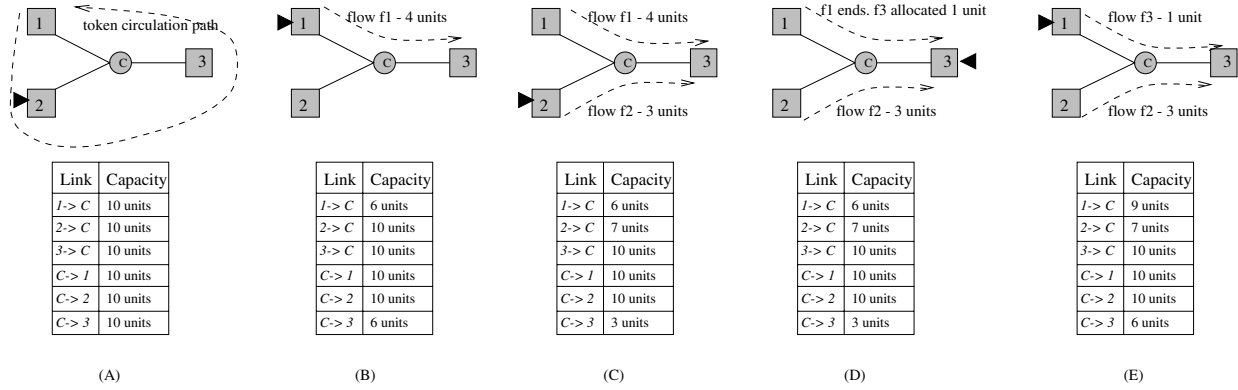 1
token circulation path
C
3
2
Link Capacity
1-> C 10 units
2-> C 10 units
3-> C 10 units
C-> 1 10 units
C-> 2 10 units
C-> 3 10 units
(A)
1
flow f1 - 4 units
C
3
2
Link Capacity
1-> C 6 units
2-> C 10 units
3-> C 10 units
C-> 1 10 units
C-> 2 10 units
C-> 3 6 units
(B)
1
flow f1 - 4 units
C
3
2
flow f2 - 3 units
Link Capacity
1-> C 6 units
2-> C 7 units
3-> C 10 units
C-> 1 10 units
C-> 2 10 units
C-> 3 3 units
(C)
f1 ends. f3 allocated 1 unit
1
C
3
2
flow f2 - 3 units
Link Capacity
1-> C 6 units
2-> C 7 units
3-> C 10 units
C-> 1 10 units
C-> 2 10 units
C-> 3 3 units
(D)
1
flow f3 - 1 unit
C
3
2
flow f2 - 3 units
Link Capacity
1-> C 9 units
2-> C 7 units
3-> C 10 units
C-> 1 10 units
C-> 2 10 units
C-> 3 6 units
(E)